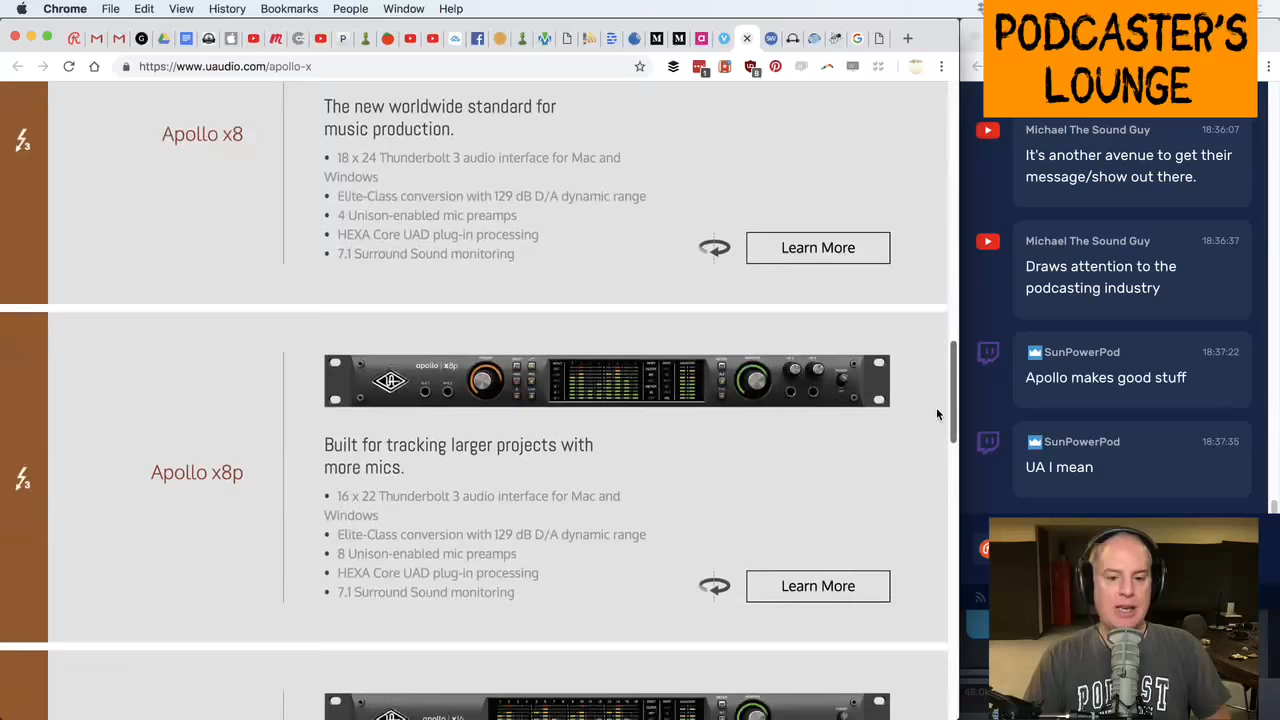 Chrome File Edit View History Bookmarks People Window Help
https://www.uaudio.com/apollo-x
1
8
PODCASTER'S
LOUNGE
Apollo x8
The new worldwide standard for
music production.
• 18 x 24 Thunderbolt 3 audio interface for Mac and
Windows
• Elite-Class conversion with 129 dB D/A dynamic range
• 4 Unison-enabled mic preamps
• HEXA Core UAD plug-in processing
• 7.1 Surround Sound monitoring
Learn More
3
apollo | x8p
Apollo x8p
Built for tracking larger projects with
more mics.
• 16 x 22 Thunderbolt 3 audio interface for Mac and
Windows
• Elite-Class conversion with 129 dB D/A dynamic range
• 8 Unison-enabled mic preamps
• HEXA Core UAD plug-in processing
• 7.1 Surround Sound monitoring
Learn More
3
Michael The Sound Guy 18:36:07
It's another avenue to get their
message/show out there.
Michael The Sound Guy 18:36:37
Draws attention to the
podcasting industry
SunPowerPod 18:37:22
Apollo makes good stuff
SunPowerPod 18:37:35
UA I mean